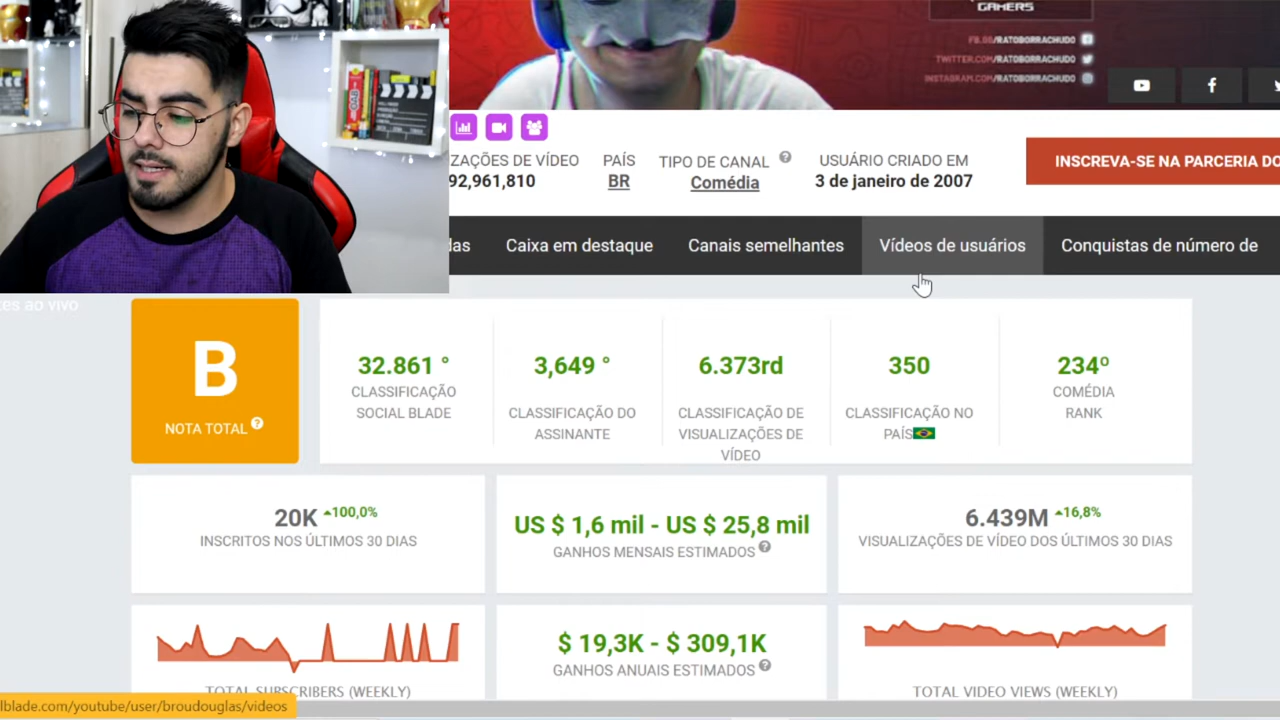 GAMERS
FB.GG/RATOBORRACHUDO
TWITTER.COM/RATOBORRACHUDO
INSTAGRAM.COM/RATOBORRACHUDO
ZAÇÕES DE VÍDEO
92,961,810
PAÍS
BR
TIPO DE CANAL ?
Comédia
USUÁRIO CRIADO EM
3 de janeiro de 2007
INSCREVA-SE NA PARCERIA DO
das
Caixa em destaque
Canais semelhantes
Vídeos de usuários
Conquistas de número de
tes ao vivo
B
NOTA TOTAL ?
32.861 °
CLASSIFICAÇÃO
SOCIAL BLADE
3,649 °
CLASSIFICAÇÃO DO
ASSINANTE
6.373rd
CLASSIFICAÇÃO DE
VISUALIZAÇÕES DE
VÍDEO
350
CLASSIFICAÇÃO NO
PAÍS
234º
COMÉDIA
RANK
20K 100,0%
INSCRITOS NOS ÚLTIMOS 30 DIAS
US $ 1,6 mil - US $ 25,8 mil
GANHOS MENSAIS ESTIMADOS ?
6.439M 16,8%
VISUALIZAÇÕES DE VÍDEO DOS ÚLTIMOS 30 DIAS
TOTAL SUBSCRIBERS (WEEKLY)
$ 19,3K - $ 309,1K
GANHOS ANUAIS ESTIMADOS ?
TOTAL VIDEO VIEWS (WEEKLY)
lblade.com/youtube/user/broudouglas/videos